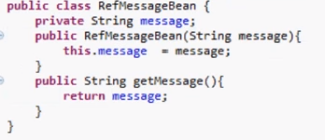 public class RefMessageBean {
    private String message;
    public RefMessageBean(String message){
        this.message  = message;
    }
    public String getMessage(){
        return message;
    }
}